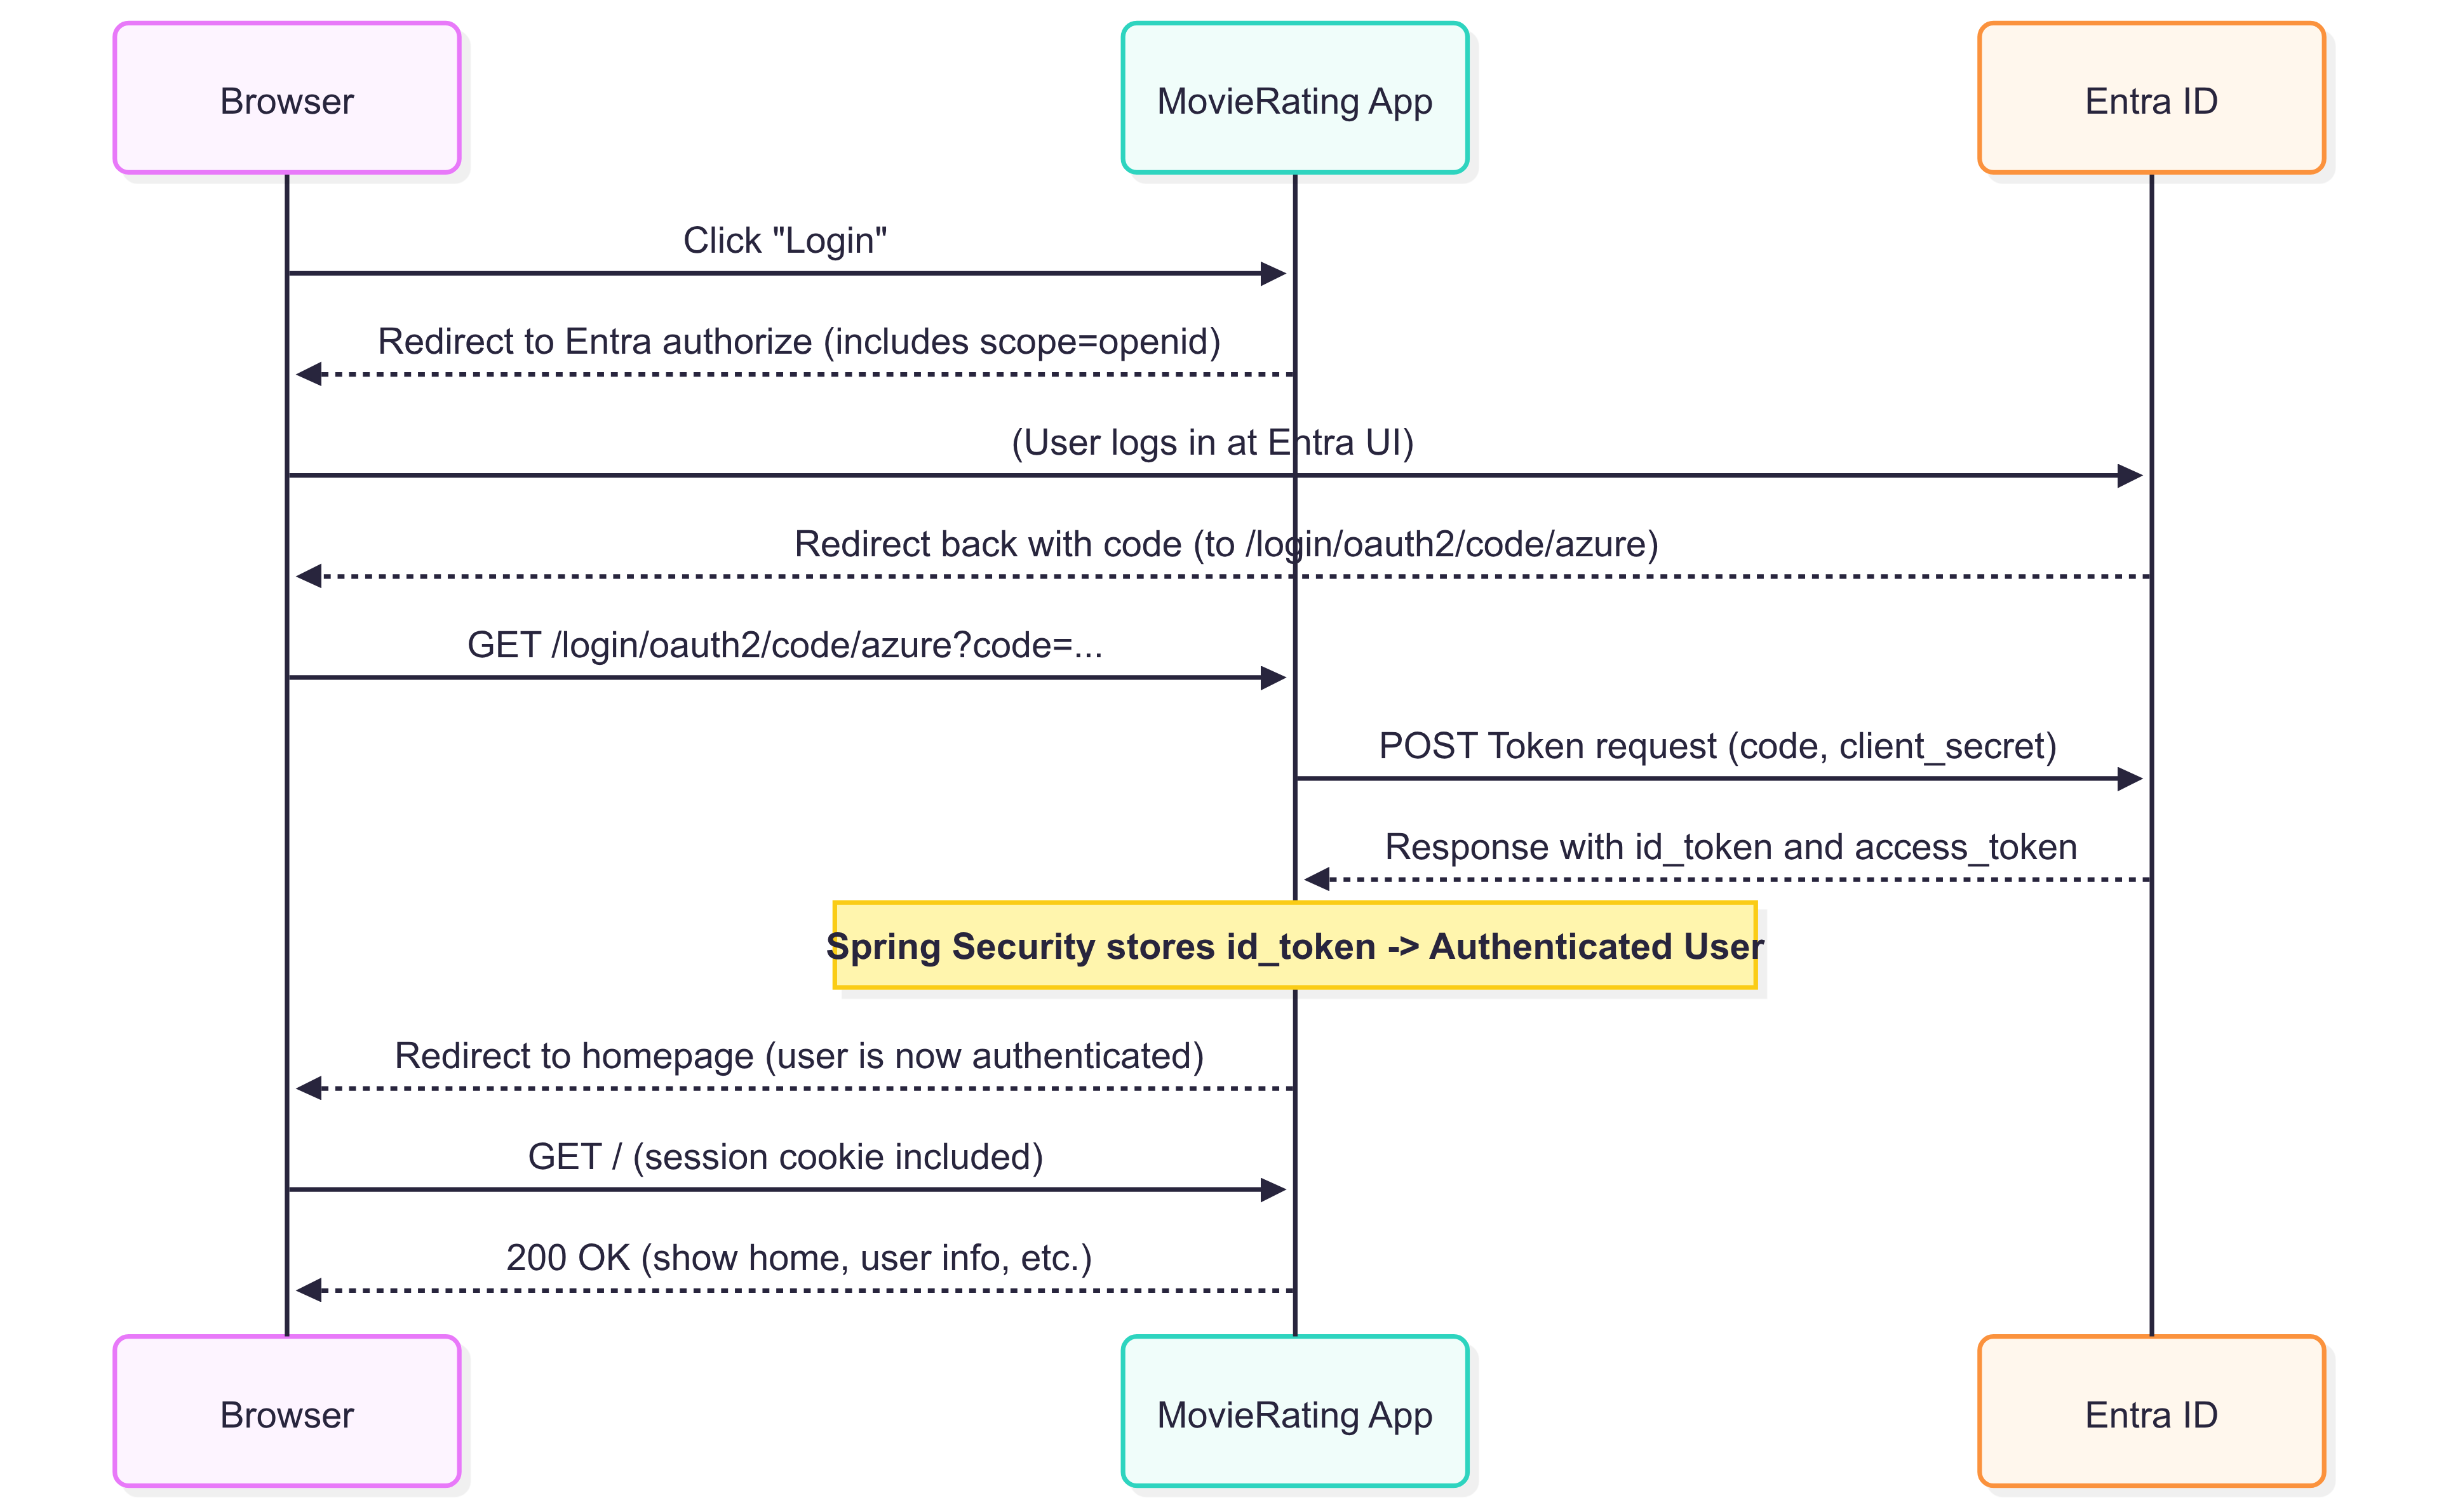 Browser
MovieRating App
Entra ID
Click "Login"
Redirect to Entra authorize (includes scope=openid)
(User logs in at Entra UI)
Redirect back with code (to /login/oauth2/code/azure)
GET /login/oauth2/code/azure?code=...
POST Token request (code, client_secret)
Response with id_token and access_token
Spring Security stores id_token -> Authenticated User
Redirect to homepage (user is now authenticated)
GET / (session cookie included)
200 OK (show home, user info, etc.)
Browser
MovieRating App
Entra ID